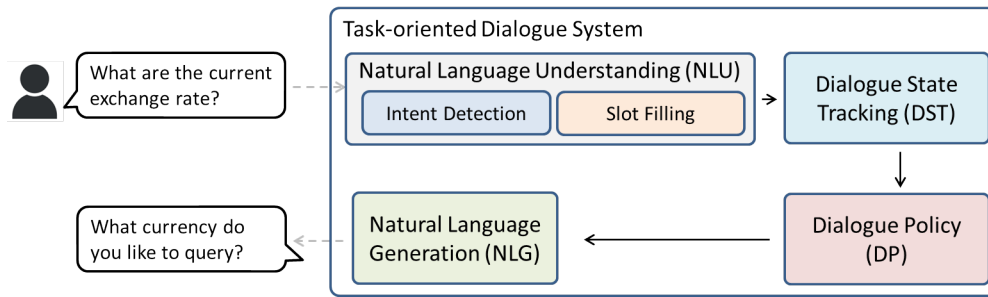 Task-oriented Dialogue System
What are the current
exchange rate?
Natural Language Understanding (NLU)
Intent Detection
Slot Filling
Dialogue State
Tracking (DST)
What currency do
you like to query?
Natural Language
Generation (NLG)
Dialogue Policy
(DP)